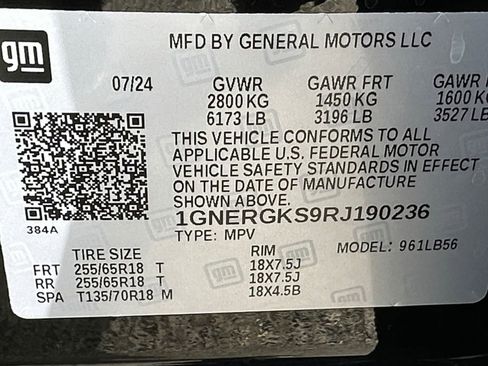 gm
MFD BY GENERAL MOTORS LLC
07/24 GVWR GAWR FRT GAWR
2800 KG 1450 KG 1600 K
6173 LB 3196 LB 3527 LB
THIS VEHICLE CONFORMS TO ALL
APPLICABLE U.S. FEDERAL MOTOR
VEHICLE SAFETY STANDARDS IN EFFECT
ON THE DATE OF MANUFACTURE
SHOWN ABOVE.
384A
1GNERGKS9RJ190236
TYPE: MPV MODEL: 961LB56
TIRE SIZE RIM
FRT 255/65R18 T 18X7.5J
RR 255/65R18 T 18X7.5J
SPA T135/70R18 M 18X4.5B